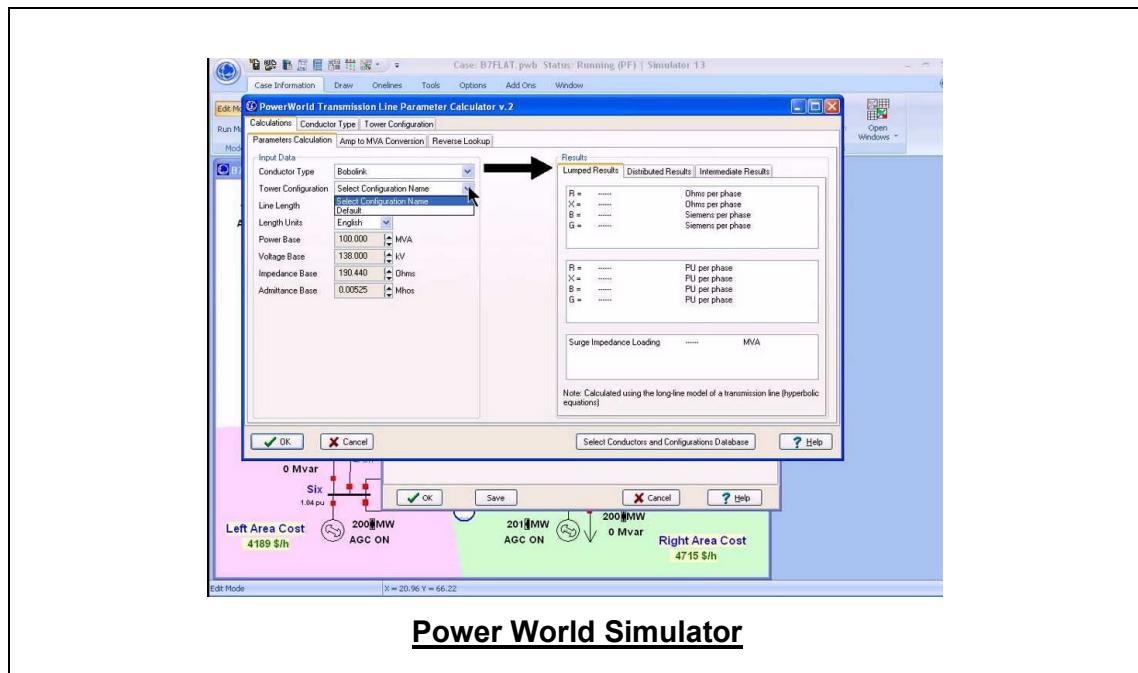 Case: B7FLAT.pwb Status: Running (PF) | Simulator 13
Case Information Draw Onelines Tools Options Add Ons Window
Edit Mo
Run Mo
Mod
Open
Windows
PowerWorld Transmission Line Parameter Calculator v.2
Calculations Conductor Type Tower Configuration
Parameters Calculation Amp to MVA Conversion Reverse Lookup
Input Data
Conductor Type Bobolink
Tower Configuration Select Configuration Name
Select Configuration Name
Line Length Default
Length Units English
Power Base 100.000 MVA
Voltage Base 138.000 kV
Impedance Base 190.440 Ohms
Admittance Base 0.00525 Mhos
Results
Lumped Results Distributed Results Intermediate Results
R = ------ Ohms per phase
X = ------ Ohms per phase
B = ------ Siemens per phase
G = ------ Siemens per phase
R = ------ PU per phase
X = ------ PU per phase
B = ------ PU per phase
G = ------ PU per phase
Surge Impedance Loading ------ MVA
Note: Calculated using the long-line model of a transmission line (hyperbolic
equations)
OK Cancel Select Conductors and Configurations Database ? Help
OK Save Cancel ? Help
0 Mvar
Six
1.04 pu
200 MW
AGC ON
Left Area Cost
4189 $/h
201 MW
AGC ON
200 MW
0 Mvar
Right Area Cost
4715 $/h
Edit Mode X = 20.96 Y = 66.22
Power World Simulator